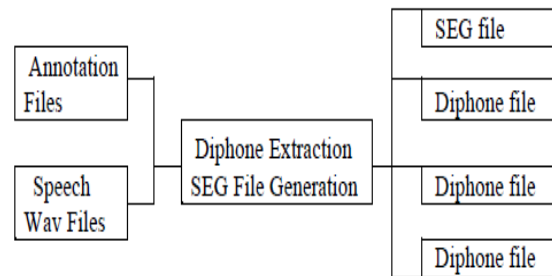 Annotation
Files
Speech
Wav Files
Diphone Extraction
SEG File Generation
SEG file
Diphone file
Diphone file
Diphone file